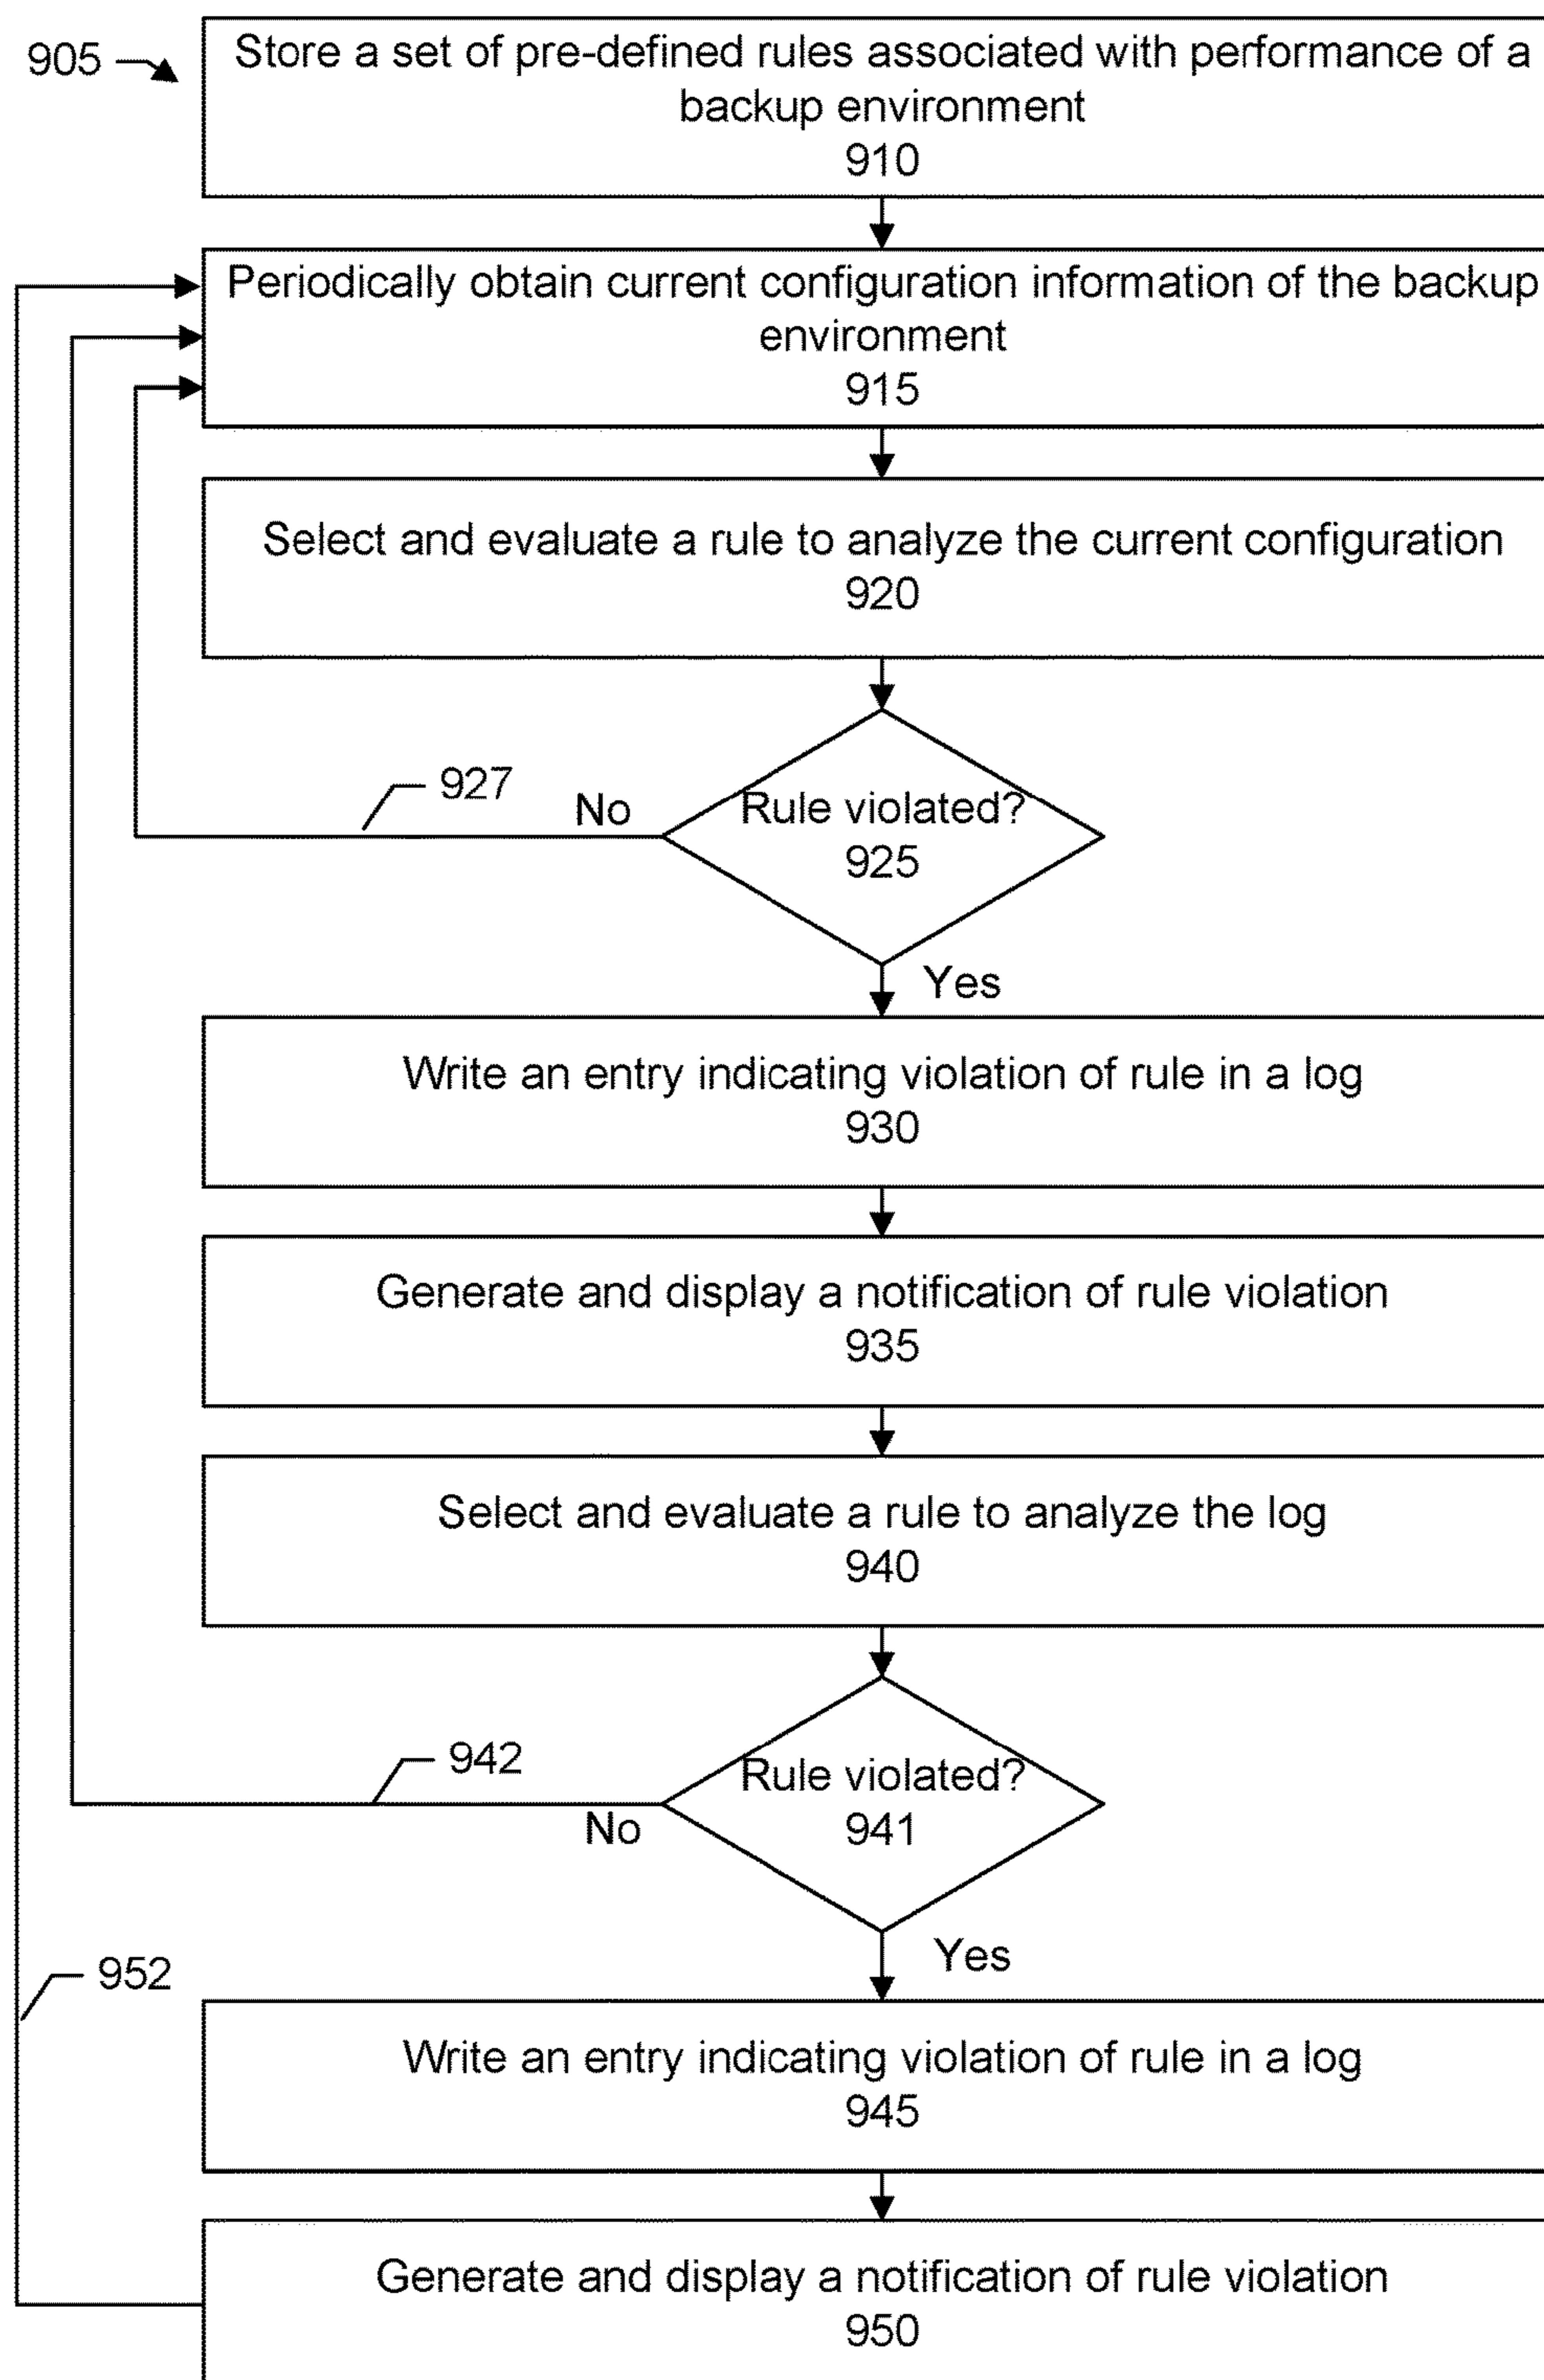 905
Store a set of pre-defined rules associated with performance of a
backup environment
910
Periodically obtain current configuration information of the backup
environment
915
Select and evaluate a rule to analyze the current configuration
920
927
No
Rule violated?
925
Yes
Write an entry indicating violation of rule in a log
930
Generate and display a notification of rule violation
935
Select and evaluate a rule to analyze the log
940
942
No
Rule violated?
941
Yes
952
Write an entry indicating violation of rule in a log
945
Generate and display a notification of rule violation
950